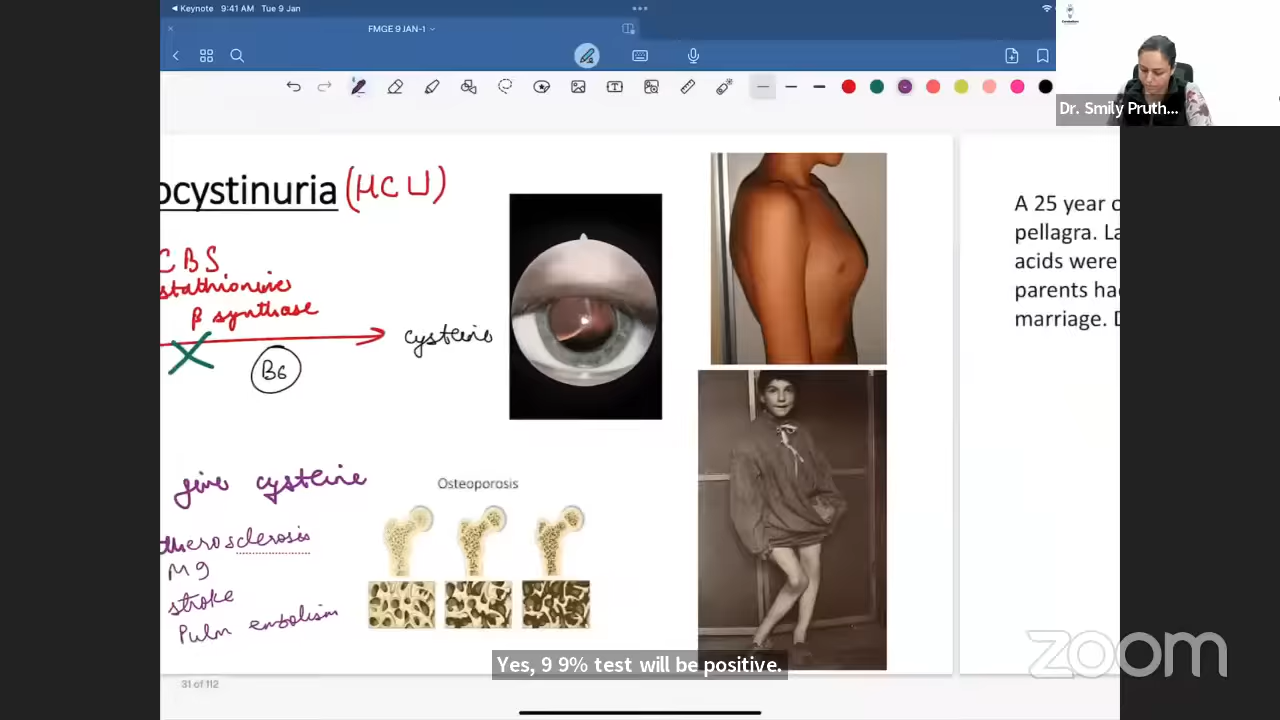 Keynote 9:41 AM Tue 9 Jan
FMGE 9 JAN-1
Dr. Smily Pruth...
ocystinuria (HCU)
CBS
stathionine
β synthase
cysteine
B6
give cysteine
therosclerosis
stroke
Pulm embolism
Osteoporosis
A 25 year o
pellagra. La
acids were
parents ha
marriage. D
Yes, 9 9% test will be positive.
zoom
31 of 112